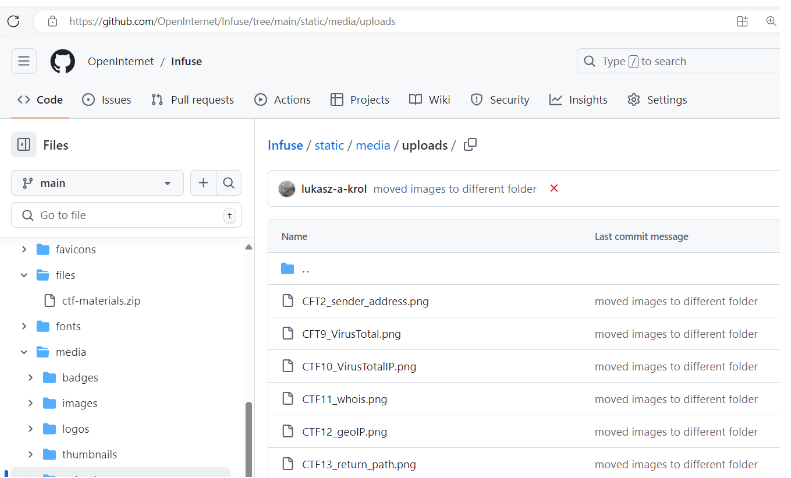 https://github.com/OpenInternet/Infuse/tree/main/static/media/uploads
OpenInternet / Infuse
Type / to search
Code Issues Pull requests Actions Projects Wiki Security Insights Settings
Files
Infuse / static / media / uploads /
main
lukasz-a-krol moved images to different folder
Go to file t
Name Last commit message
favicons
..
files
ctf-materials.zip
CFT2_sender_address.png moved images to different folder
fonts
CFT9_VirusTotal.png moved images to different folder
media
CTF10_VirusTotalIP.png moved images to different folder
badges
CTF11_whois.png moved images to different folder
images
logos
CTF12_geoIP.png moved images to different folder
thumbnails
CTF13_return_path.png moved images to different folder